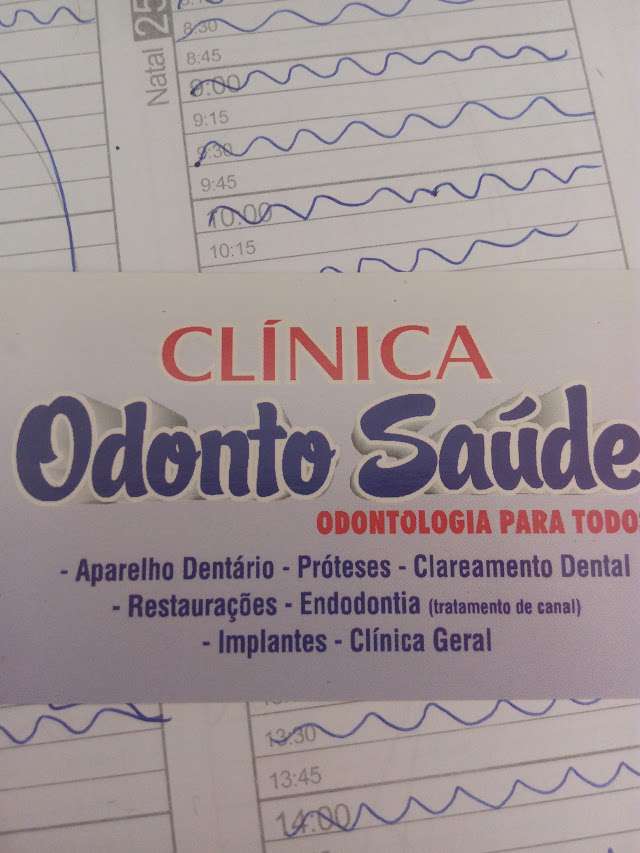 Natal 25
8:30
8:45
9:00
9:15
9:30
9:45
10:00
10:15
CLÍNICA
Odonto Saúde
ODONTOLOGIA PARA TODO
- Aparelho Dentário - Próteses - Clareamento Dental
- Restaurações - Endodontia (tratamento de canal)
- Implantes - Clínica Geral
13:30
13:45
14:00